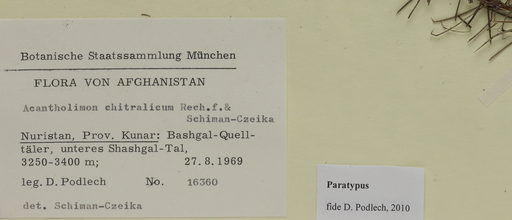 Botanische Staatssammlung München
FLORA VON AFGHANISTAN
Acantholimon chitralicum Rech.f.&
Schiman-Czeika
Nuristan, Prov. Kunar: Bashgal-Quell-
täler, unteres Shashgal-Tal,
3250-3400 m; 27.8.1969
leg. D. Podlech No. 16360
det. Schiman-Czeika
Paratypus
fide D. Podlech, 2010